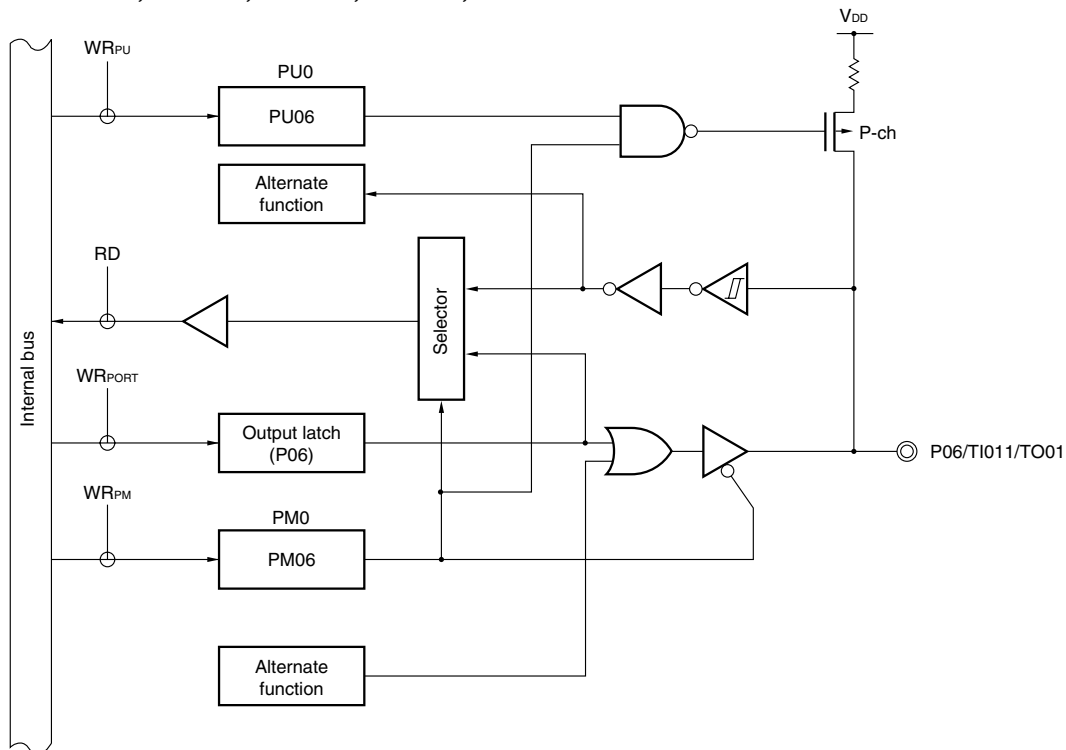 VDD
WRPU
PU0
PU06
P-ch
Alternate
function
RD
Selector
Internal bus
WRPORT
Output latch
(P06)
P06/TI011/TO01
WRPM
PM0
PM06
Alternate
function